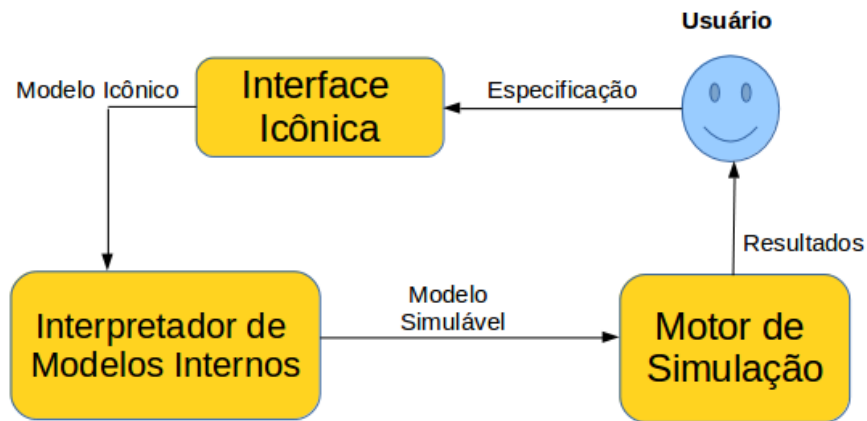 Usuário
Modelo Icônico
Interface
Icônica
Especificação
Resultados
Interpretador de
Modelos Internos
Modelo
Simulável
Motor de
Simulação